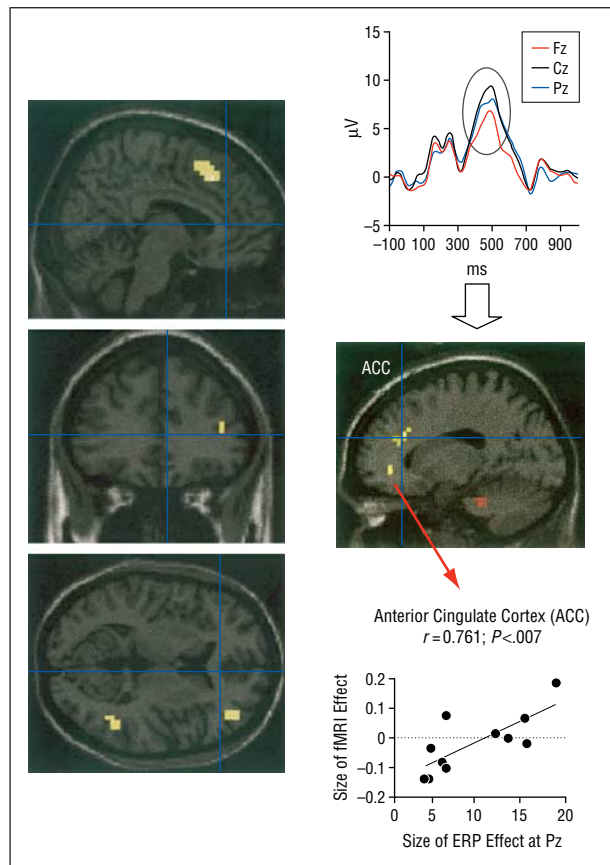 15
10
5
0
−5
μV
Fz
Cz
Pz
−100 100 300 500 700 900
ms
ACC
Anterior Cingulate Cortex (ACC)
r = 0.761; P<.007
0.2
0.1
0
−0.1
−0.2
Size of fMRI Effect
0 5 10 15 20
Size of ERP Effect at Pz